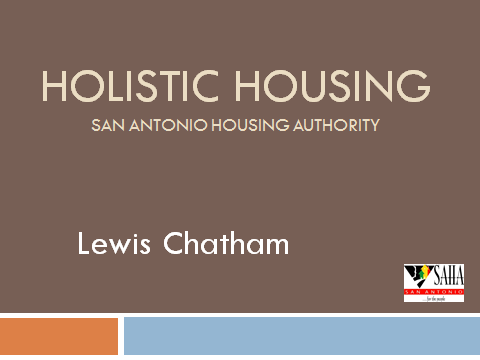 HOLISTIC HOUSING
SAN ANTONIO HOUSING AUTHORITY
Lewis Chatham
SAHA
SAN ANTONIO